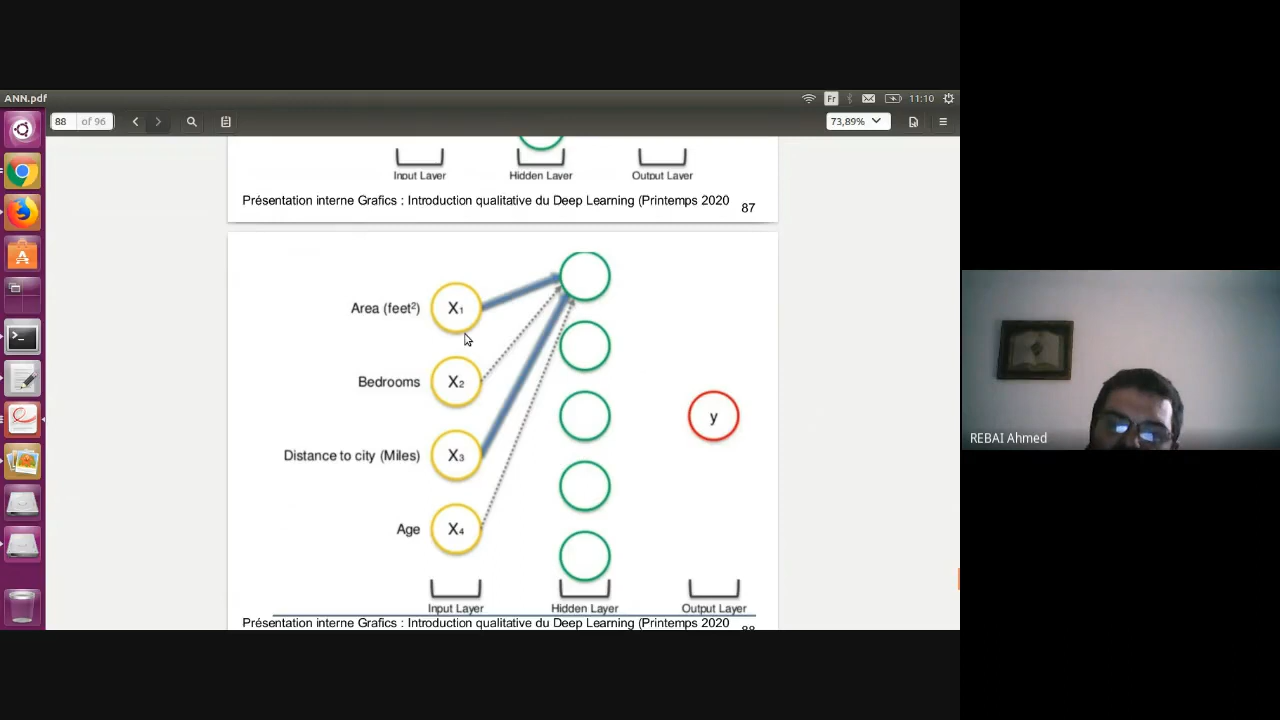 ANN.pdf
Fr
11:10
88 of 96
73,89%
Input Layer
Hidden Layer
Output Layer
Présentation interne Grafics : Introduction qualitative du Deep Learning (Printemps 2020
87
Area (feet²)
X₁
Bedrooms
X₂
y
Distance to city (Miles)
X₃
Age
X₄
Input Layer
Hidden Layer
Output Layer
Présentation interne Grafics : Introduction qualitative du Deep Learning (Printemps 2020
88
REBAI Ahmed